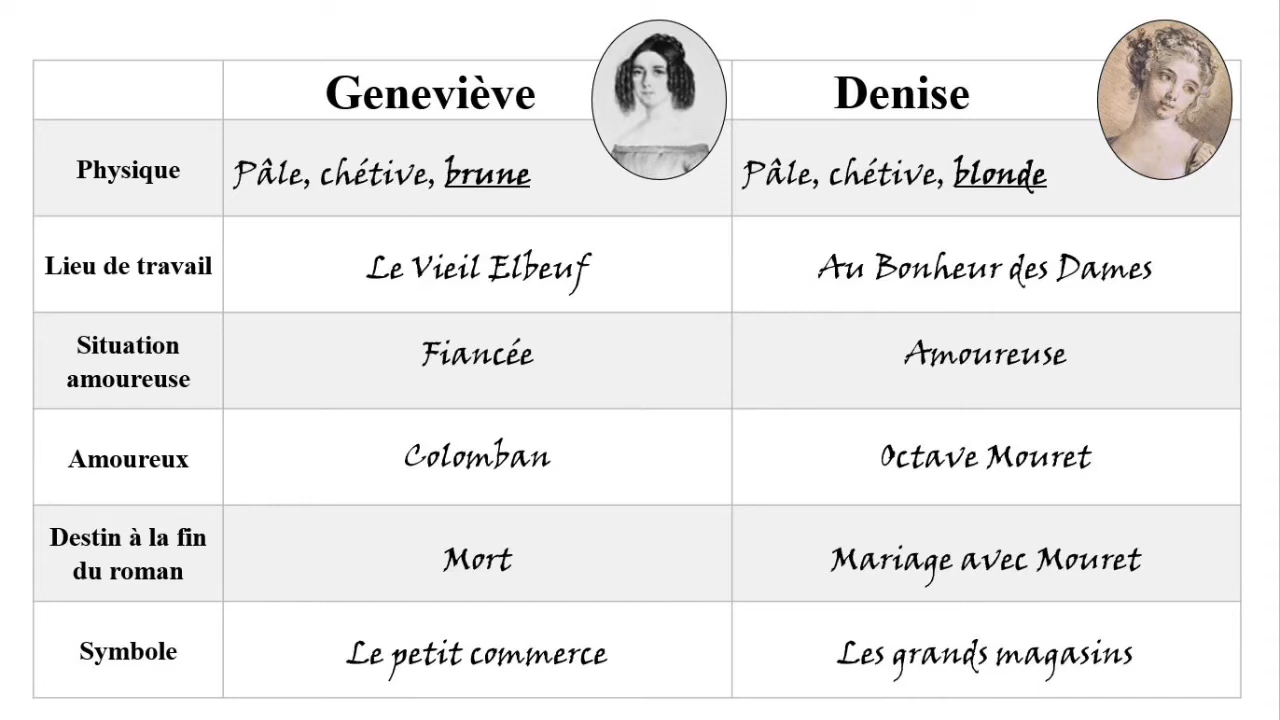 Geneviève Denise
Physique Pâle, chétive, brune Pâle, chétive, blonde
Lieu de travail Le Vieil Elbeuf Au Bonheur des Dames
Situation
amoureuse Fiancée Amoureuse
Amoureux Colomban Octave Mouret
Destin à la fin
du roman Mort Mariage avec Mouret
Symbole Le petit commerce Les grands magasins